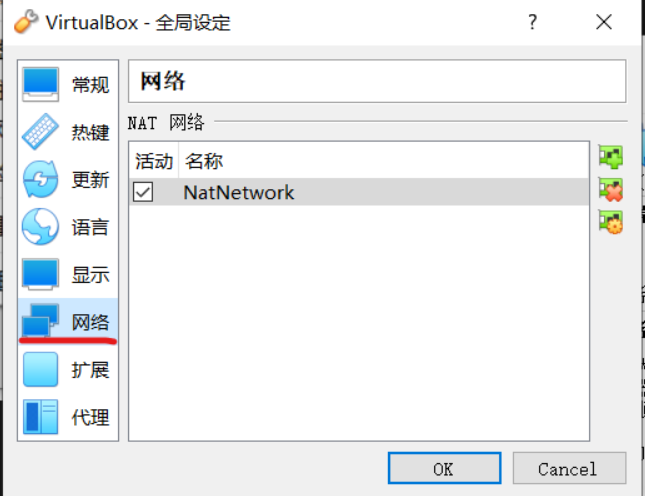 VirtualBox - 全局设定
常规
热键
更新
语言
显示
网络
扩展
代理
网络
NAT 网络
活动 名称
NatNetwork
OK Cancel